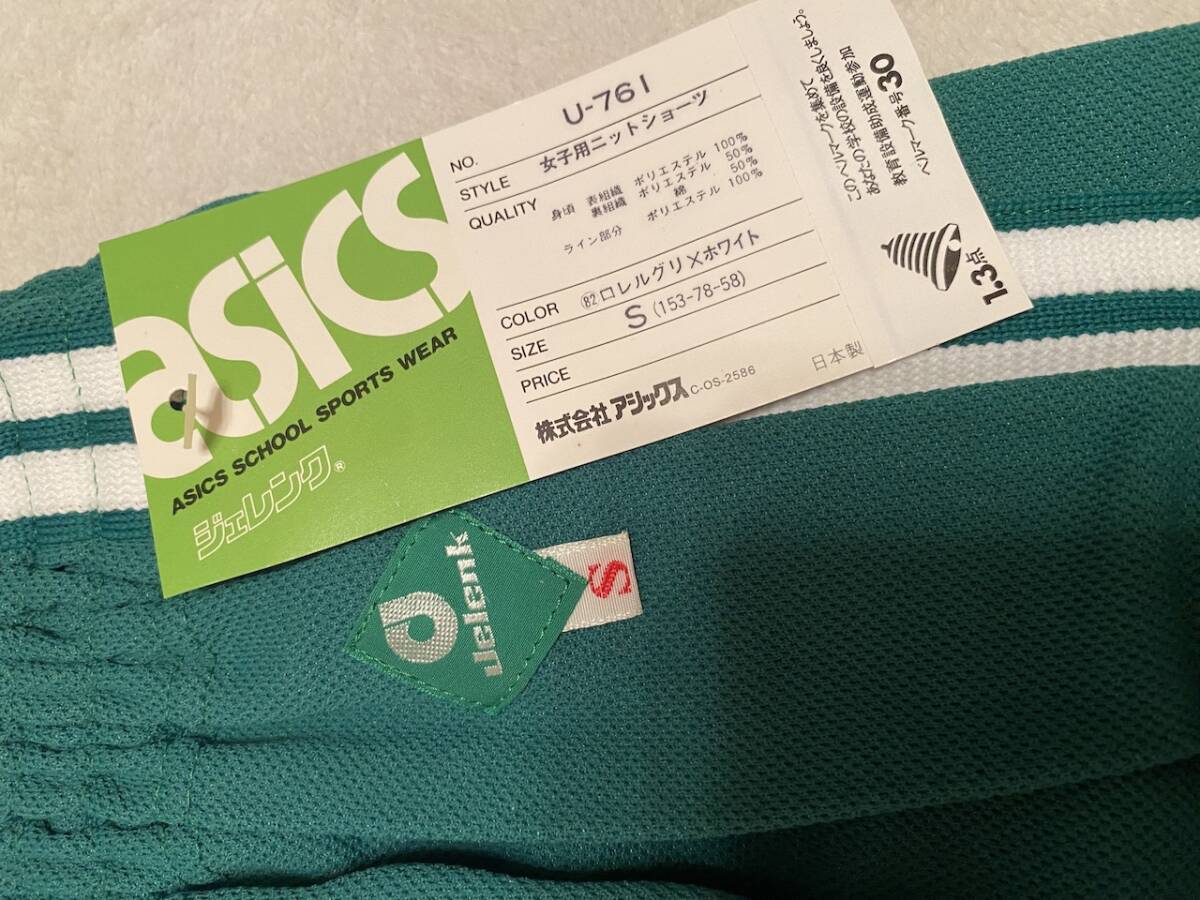 asics
ASICS SCHOOL SPORTS WEAR
ジェレンク®
NO. U-761
STYLE 女子用ニットショーツ
QUALITY 身頃 表組織 ポリエステル 100%
裏組織 ポリエステル 50%
綿 50%
ライン部分 ポリエステル 100%
COLOR ㉘ロレルグリ×ホワイト
SIZE S (153-78-58)
PRICE
株式会社アシックス C-OS-2586 日本製
このベルマークを集めて
あなたの学校の設備を良くしましょう。
教育設備助成運動参加
ベルマーク番号30
1.3点
Jelenk
S